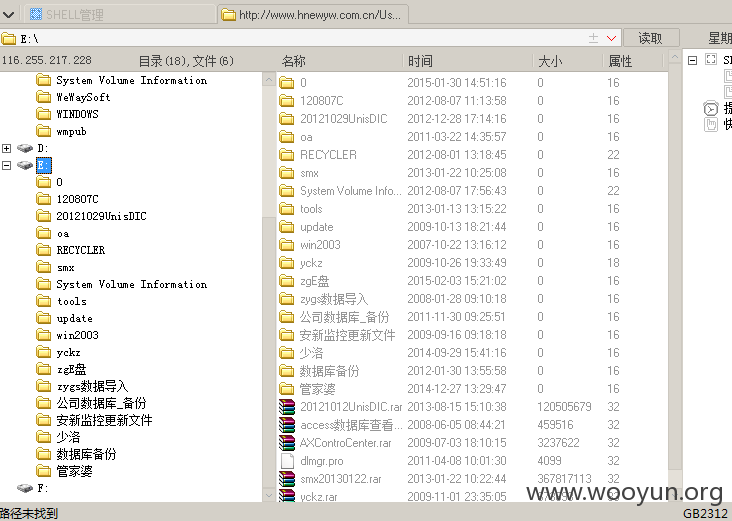 SHELL管理
http://www.hnewyw.com.cn/Us...
E:\
读取
星期
116.255.217.228
目录(18),文件(6)
名称 时间 大小 属性
System Volume Information
WeWaySoft
WINDOWS
wmpub
D:
E:
0
120807C
20121029UnisDIC
oa
RECYCLER
smx
System Volume Information
tools
update
win2003
yckz
zgE盘
zygs数据导入
公司数据库_备份
安新监控更新文件
少洛
数据库备份
管家婆
F:
0 2015-01-30 14:51:16 0 16
120807C 2012-08-07 11:13:58 0 16
20121029UnisDIC 2012-12-28 17:14:16 0 16
oa 2011-03-22 14:35:57 0 16
RECYCLER 2012-08-01 13:18:45 0 22
smx 2013-01-22 10:25:08 0 16
System Volume Info... 2012-08-07 17:56:43 0 22
tools 2013-01-13 13:15:22 0 16
update 2009-10-13 18:21:44 0 16
win2003 2007-10-22 13:16:12 0 16
yckz 2009-10-26 19:33:49 0 18
zgE盘 2015-02-03 15:21:02 0 16
zygs数据导入 2008-01-28 09:10:18 0 16
公司数据库_备份 2011-11-30 09:25:51 0 16
安新监控更新文件 2009-09-16 09:18:18 0 16
少洛 2014-09-29 15:41:16 0 16
数据库备份 2012-01-30 13:55:58 0 16
管家婆 2014-12-27 13:29:47 0 16
20121012UnisDIC.rar 2013-08-15 15:10:38 120505679 32
access数据库查看... 2008-06-05 08:44:21 459516 32
AXControCenter.rar 2009-07-03 18:10:15 3237622 32
dlmgr.pro 2011-04-08 10:01:30 4099 32
smx20130122.rar 2013-01-22 10:22:44 367817113 32
yckz.rar 2009-11-01 23:35:05 32
www.wooyun.org
路径未找到
GB2312